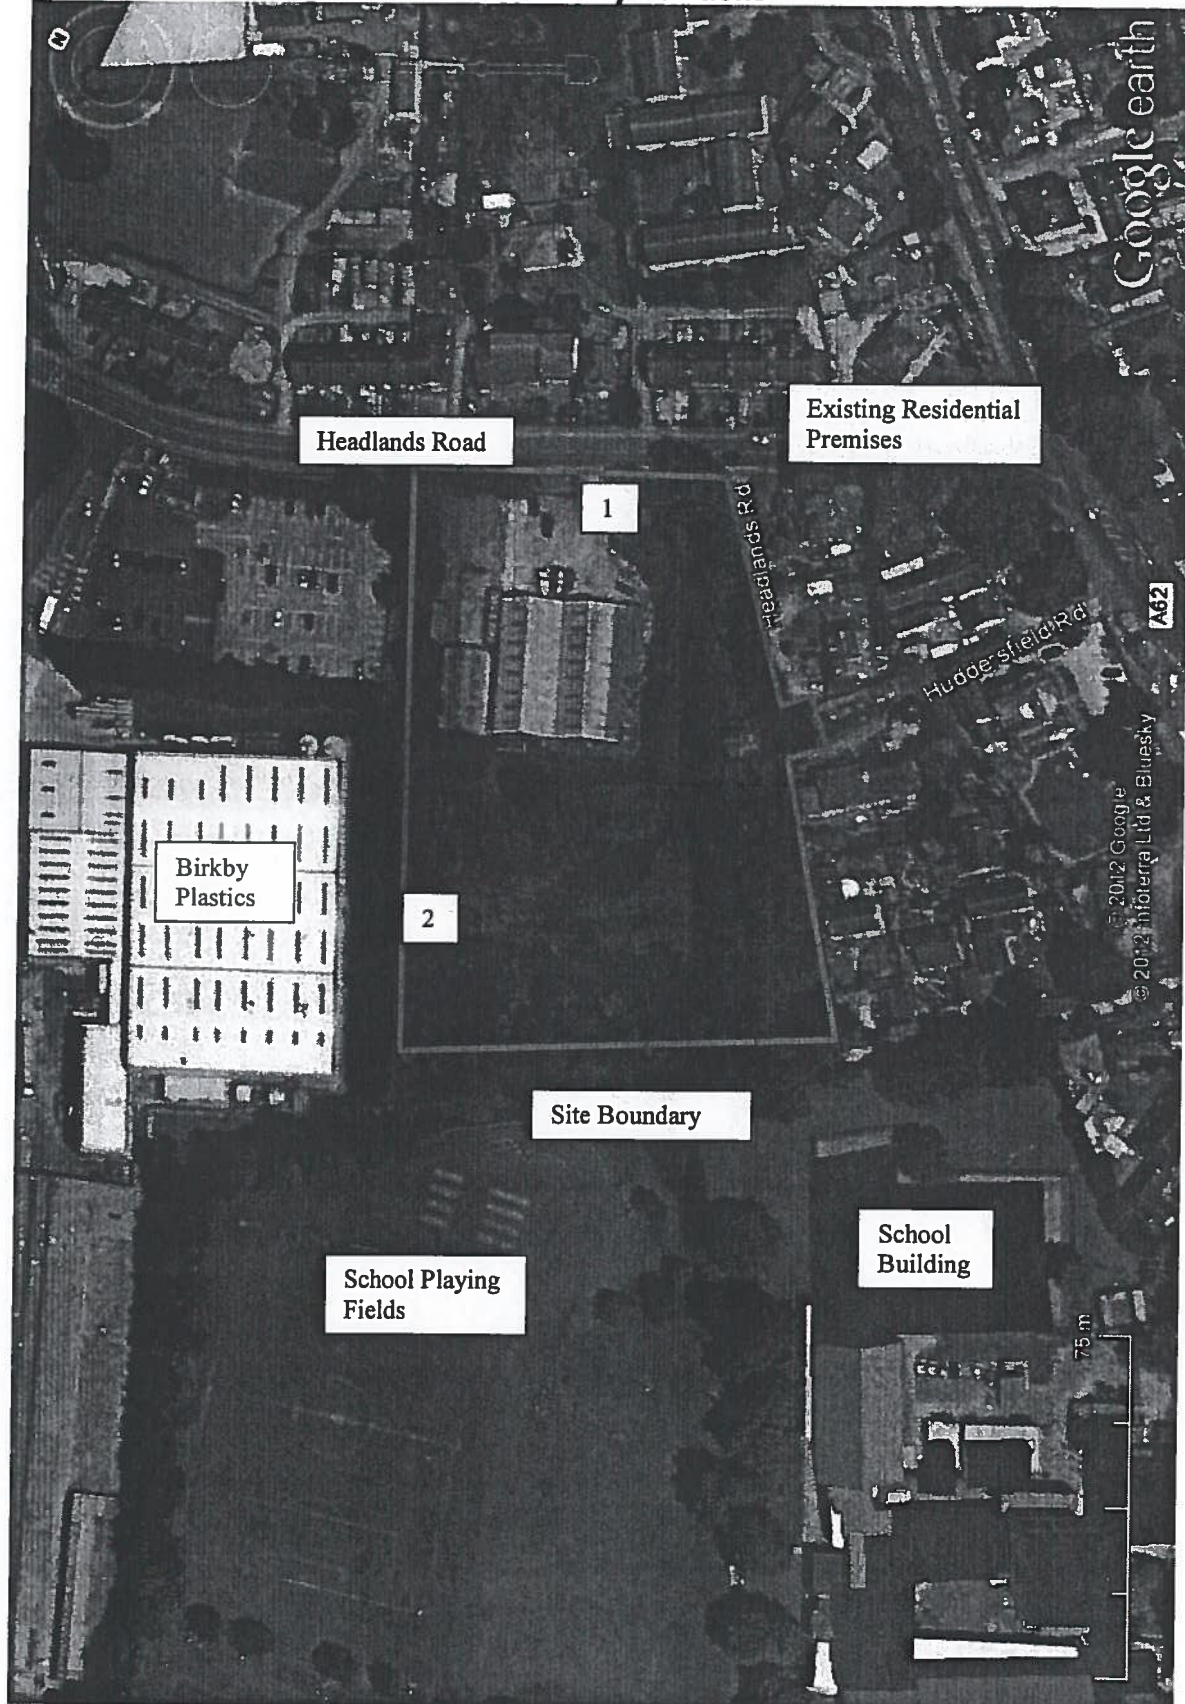 N
Google earth
Existing Residential
Premises
Headlands Road
1
Headlands Rd
A62
Huddersfield Rd
Birkby
Plastics
2
© 2012 Google
© 2012 Infoterra Ltd & Bluesky
Site Boundary
School
Building
School Playing
Fields
75 m